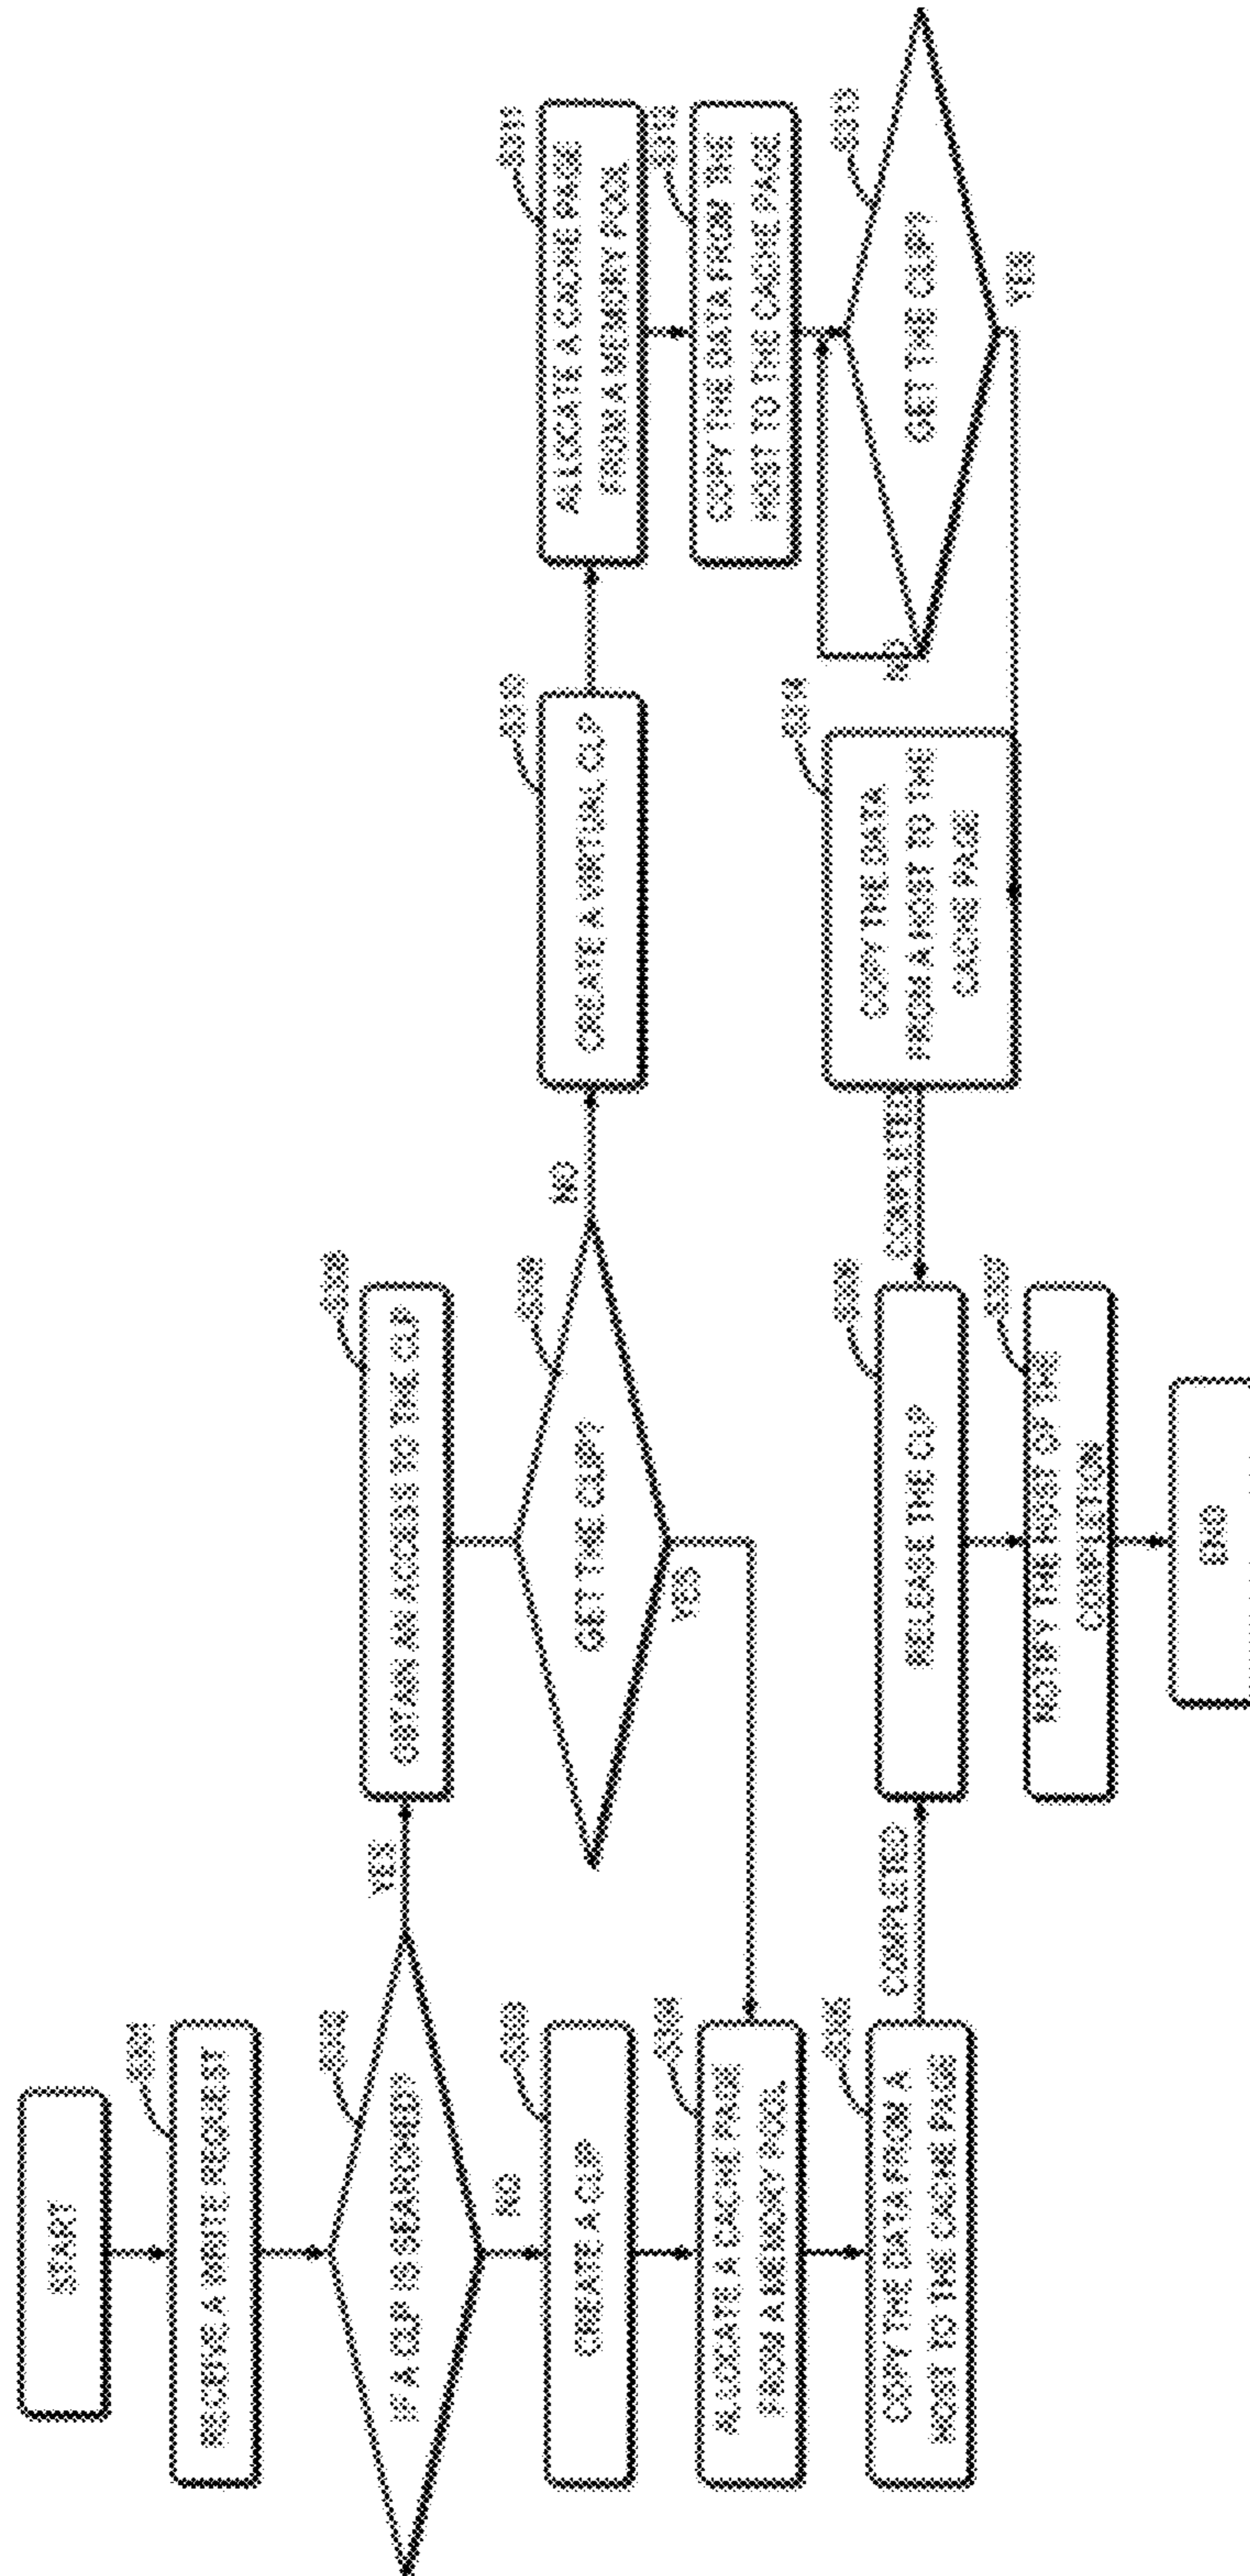 START
RECEIVE A WRITE REQUEST
IF A CLP IS SEARCHED?
NO
YES
CREATE A CLP
ALLOCATE A CACHE PAGE
FROM A MEMORY POOL
COPY THE DATA FROM A
HOST TO THE CACHE PAGE
COMPLETED
OBTAIN AN ACCESS TO THE CLP
GET THE CLP?
YES
NO
RELEASE THE CLP
NOTIFY THE HOST OF THE
COMPLETION
END
CREATE A VIRTUAL CLP
ALLOCATE A CACHE PAGE
FROM A MEMORY POOL
COPY THE DATA FROM THE
HOST TO THE CACHE PAGE
GET THE CLP?
NO
YES
COPY THE DATA
FROM A HOST TO THE
CACHE PAGE
COMPLETED